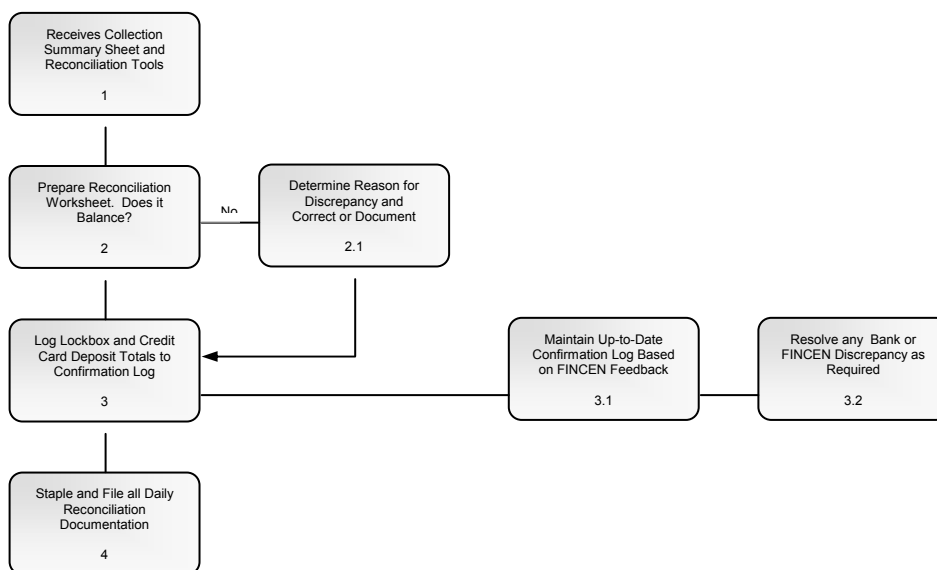 Receives Collection
Summary Sheet and
Reconciliation Tools
1
Prepare Reconciliation
Worksheet. Does it
Balance?
2
No
Determine Reason for
Discrepancy and
Correct or Document
2.1
Log Lockbox and Credit
Card Deposit Totals to
Confirmation Log
3
Maintain Up-to-Date
Confirmation Log Based
on FINCEN Feedback
3.1
Resolve any Bank or
FINCEN Discrepancy as
Required
3.2
Staple and File all Daily
Reconciliation
Documentation
4